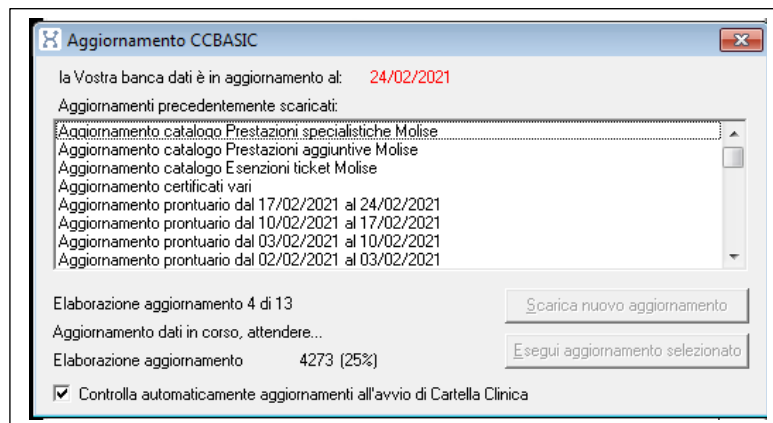 Aggiornamento CCBASIC
la Vostra banca dati è in aggiornamento al: 24/02/2021
Aggiornamenti precedentemente scaricati:
Aggiornamento catalogo Prestazioni specialistiche Molise
Aggiornamento catalogo Prestazioni aggiuntive Molise
Aggiornamento catalogo Esenzioni ticket Molise
Aggiornamento certificati vari
Aggiornamento prontuario dal 17/02/2021 al 24/02/2021
Aggiornamento prontuario dal 10/02/2021 al 17/02/2021
Aggiornamento prontuario dal 03/02/2021 al 10/02/2021
Aggiornamento prontuario dal 02/02/2021 al 03/02/2021
Elaborazione aggiornamento 4 di 13
Scarica nuovo aggiornamento
Aggiornamento dati in corso, attendere...
Elaborazione aggiornamento 4273 (25%)
Esegui aggiornamento selezionato
Controlla automaticamente aggiornamenti all'avvio di Cartella Clinica